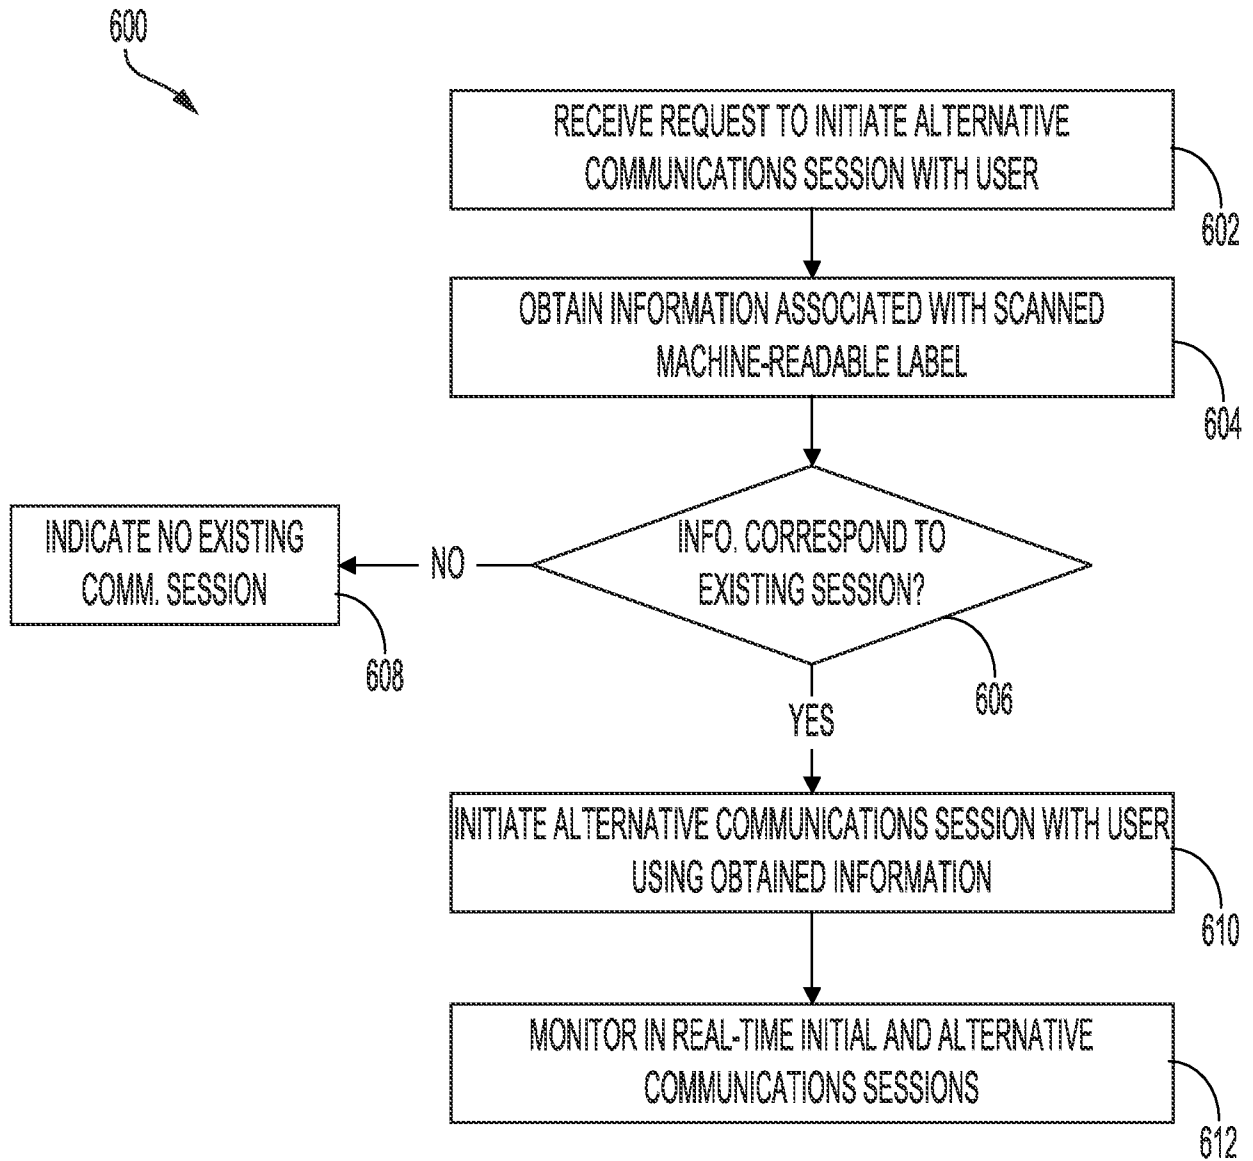 600
RECEIVE REQUEST TO INITIATE ALTERNATIVE
COMMUNICATIONS SESSION WITH USER
602
OBTAIN INFORMATION ASSOCIATED WITH SCANNED
MACHINE-READABLE LABEL
604
INFO. CORRESPOND TO
EXISTING SESSION?
606
NO
INDICATE NO EXISTING
COMM. SESSION
608
YES
INITIATE ALTERNATIVE COMMUNICATIONS SESSION WITH USER
USING OBTAINED INFORMATION
610
MONITOR IN REAL-TIME INITIAL AND ALTERNATIVE
COMMUNICATIONS SESSIONS
612